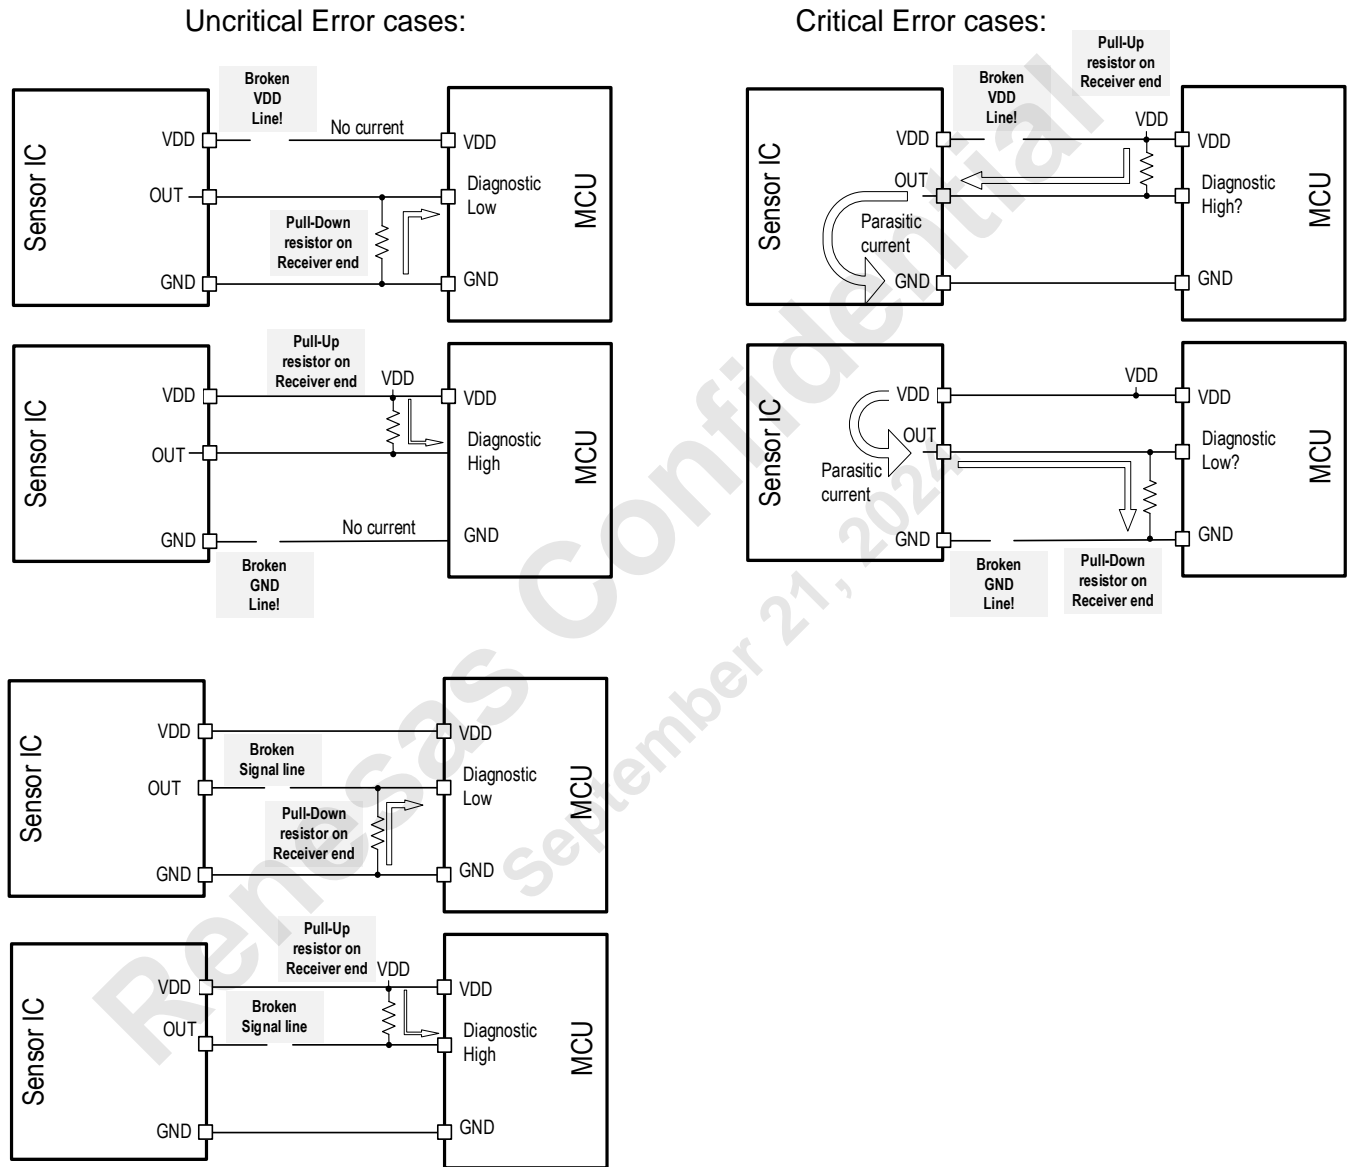 Uncritical Error cases:
Critical Error cases:
Broken
VDD
Line!
No current
Sensor IC
VDD
OUT
GND
Pull-Down
resistor on
Receiver end
VDD
Diagnostic
Low
GND
MCU
Pull-Up
resistor on
Receiver end
Broken
VDD
Line!
VDD
Sensor IC
VDD
OUT
Parasitic
current
GND
VDD
Diagnostic
High?
GND
MCU
Pull-Up
resistor on
Receiver end
VDD
Sensor IC
VDD
OUT
GND
No current
Broken
GND
Line!
VDD
Diagnostic
High
GND
MCU
VDD
Sensor IC
VDD
OUT
Parasitic
current
GND
Broken
GND
Line!
Pull-Down
resistor on
Receiver end
VDD
Diagnostic
Low?
GND
MCU
Sensor IC
VDD
OUT
GND
Broken
Signal line
Pull-Down
resistor on
Receiver end
VDD
Diagnostic
Low
GND
MCU
Pull-Up
resistor on
Receiver end
VDD
Sensor IC
VDD
OUT
GND
Broken
Signal line
VDD
Diagnostic
High
GND
MCU
Renesas Confidential
September 21, 2024